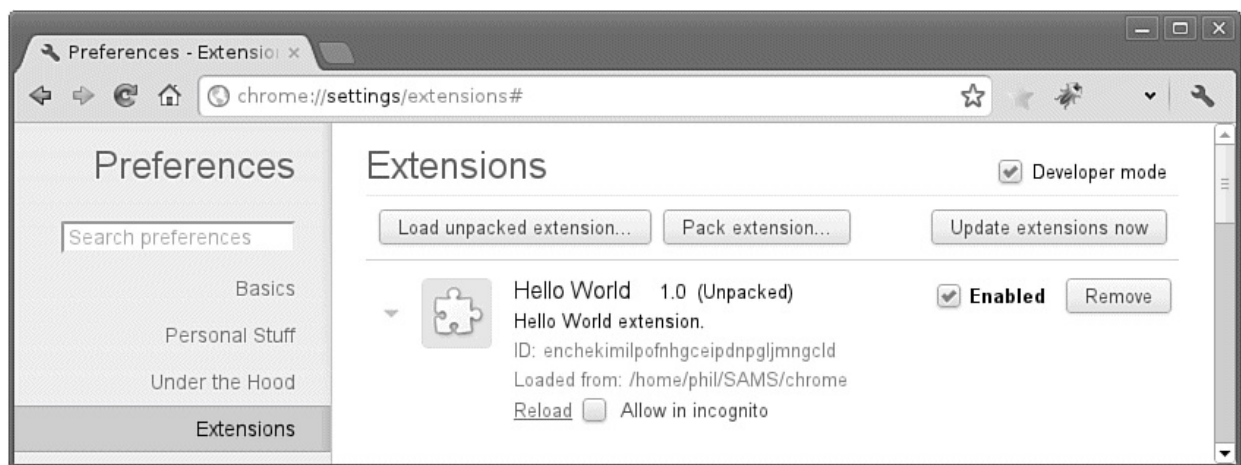 Preferences - Extensio
chrome://settings/extensions#
Preferences
Search preferences
Basics
Personal Stuff
Under the Hood
Extensions
Extensions
Developer mode
Load unpacked extension...
Pack extension...
Update extensions now
Hello World 1.0 (Unpacked)
Enabled
Remove
Hello World extension.
ID: enchekimilpofnhgceipdnpgljmngcld
Loaded from: /home/phil/SAMS/chrome
Reload
Allow in incognito